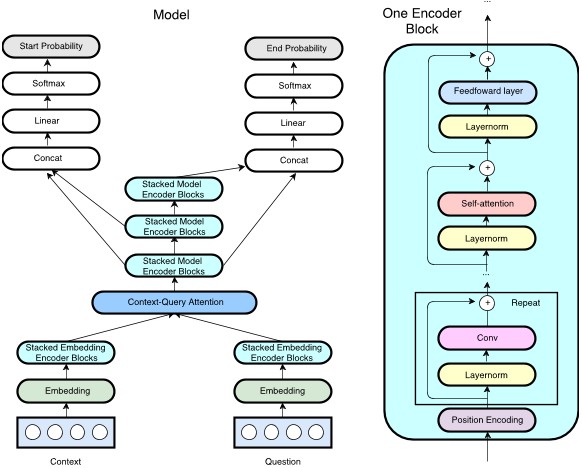 Model
Start Probability
Softmax
Linear
Concat
End Probability
Softmax
Linear
Concat
Stacked Model
Encoder Blocks
Stacked Model
Encoder Blocks
Stacked Model
Encoder Blocks
Context-Query Attention
Stacked Embedding
Encoder Blocks
Stacked Embedding
Encoder Blocks
Embedding
Embedding
Context
Question
One Encoder
Block
...
+
Feedfoward layer
Layernorm
+
Self-attention
Layernorm
...
+
Repeat
Conv
Layernorm
Position Encoding